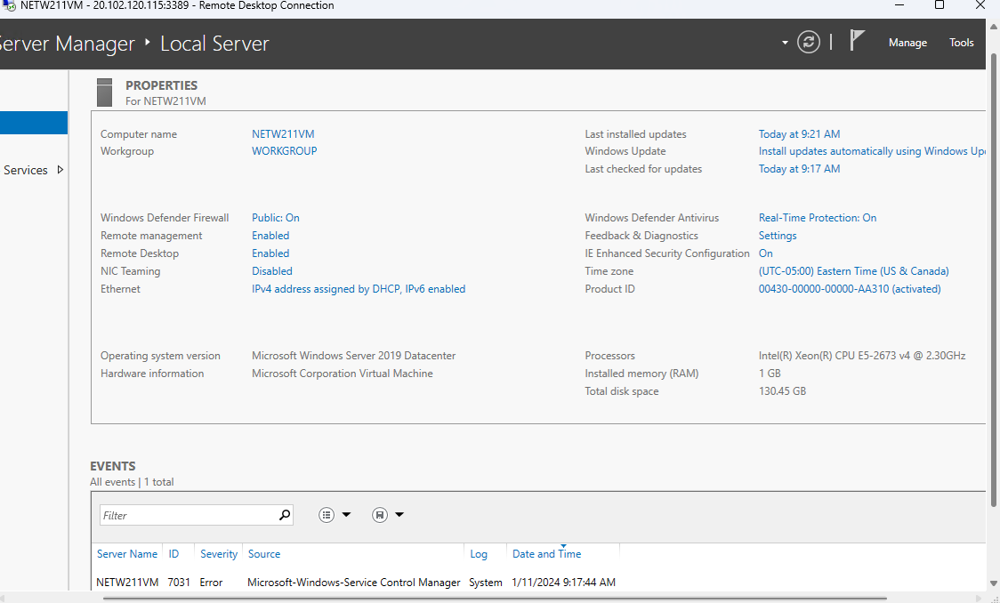 NETW211VM - 20.102.120.115:3389 - Remote Desktop Connection
Server Manager ‣ Local Server
Manage Tools
PROPERTIES
For NETW211VM
Computer name NETW211VM
Workgroup WORKGROUP
Last installed updates Today at 9:21 AM
Windows Update Install updates automatically using Windows Up
Last checked for updates Today at 9:17 AM
Services
Windows Defender Firewall Public: On
Remote management Enabled
Remote Desktop Enabled
NIC Teaming Disabled
Ethernet IPv4 address assigned by DHCP, IPv6 enabled
Windows Defender Antivirus Real-Time Protection: On
Feedback & Diagnostics Settings
IE Enhanced Security Configuration On
Time zone (UTC-05:00) Eastern Time (US & Canada)
Product ID 00430-00000-00000-AA310 (activated)
Operating system version Microsoft Windows Server 2019 Datacenter
Hardware information Microsoft Corporation Virtual Machine
Processors Intel(R) Xeon(R) CPU E5-2673 v4 @ 2.30GHz
Installed memory (RAM) 1 GB
Total disk space 130.45 GB
EVENTS
All events | 1 total
Filter
Server Name ID Severity Source Log Date and Time
NETW211VM 7031 Error Microsoft-Windows-Service Control Manager System 1/11/2024 9:17:44 AM